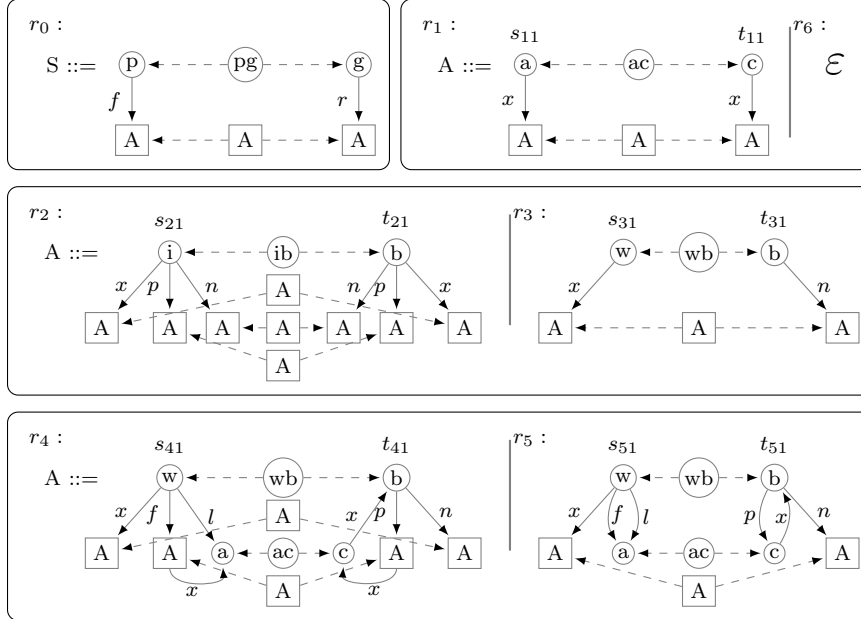 r₀ : r₁ : r₆ :
s₁₁ t₁₁
S ::= p pg g A ::= a ac c ε
f r x x
A A A A A A
r₂ : r₃ :
s₂₁ t₂₁ s₃₁ t₃₁
A ::= i ib b w wb b
x p n A n p x x n
A A A A A A A A A A
A
r₄ : r₅ :
s₄₁ t₄₁ s₅₁ t₅₁
A ::= w wb b w wb b
x f l A x p n x f l p x n
A A a ac c A A A a ac c A
x A x A